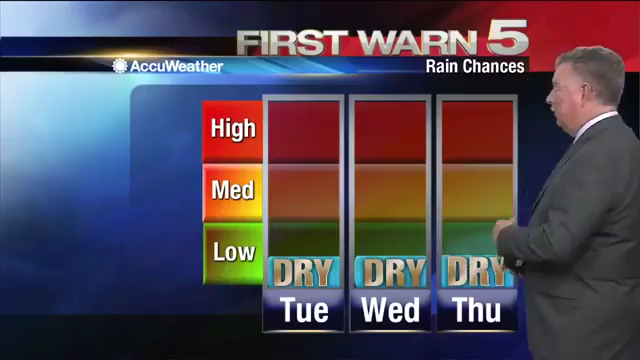 FIRST WARN 5
AccuWeather
Rain Chances
High
Med
Low
DRY DRY DRY
Tue Wed Thu